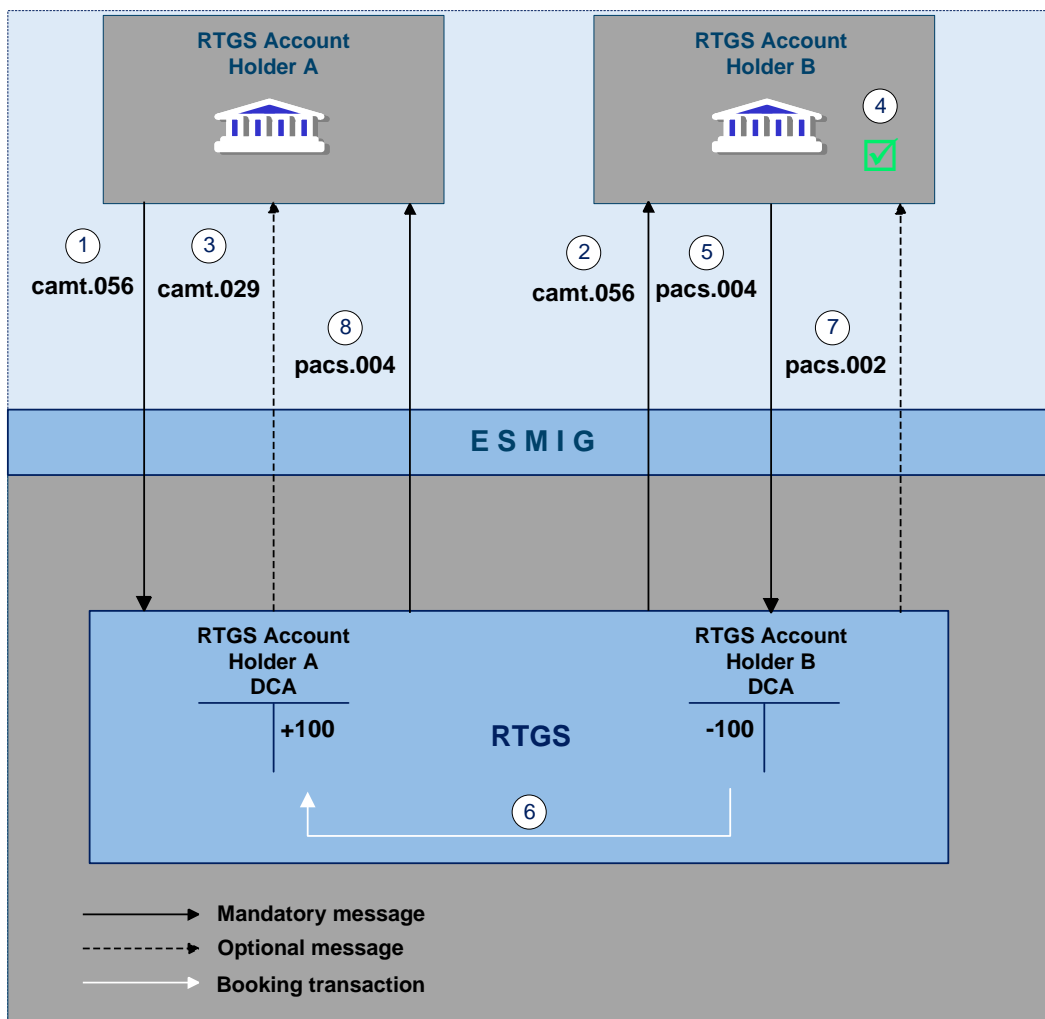 RTGS Account
Holder A
RTGS Account
Holder B
4
1
camt.056
3
camt.029
2
camt.056
5
pacs.004
8
pacs.004
7
pacs.002
E S M I G
RTGS Account
Holder A
DCA
+100
RTGS
RTGS Account
Holder B
DCA
-100
6
Mandatory message
Optional message
Booking transaction